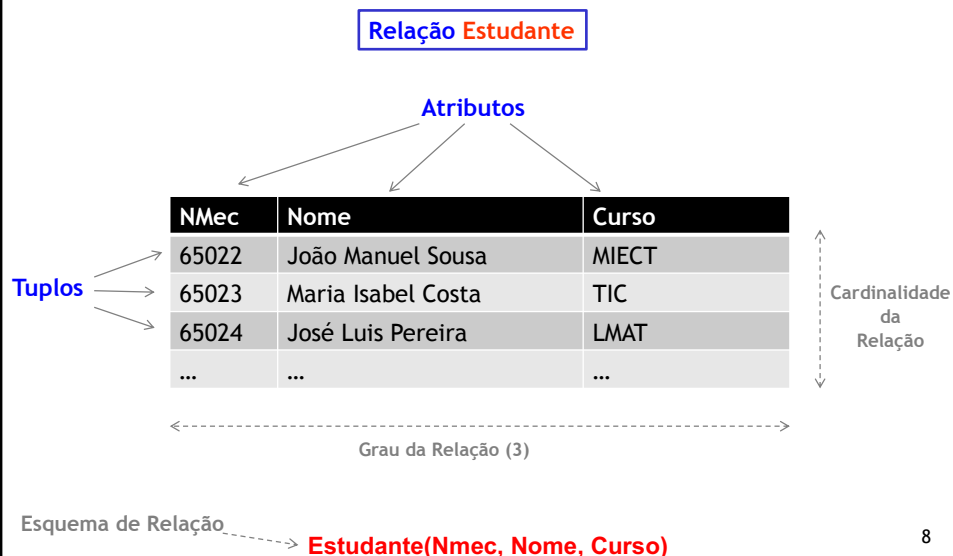 Relação Estudante
Atributos
NMec Nome Curso
65022 João Manuel Sousa MIECT
65023 Maria Isabel Costa TIC
65024 José Luis Pereira LMAT
... ... ...
Tuplos
Cardinalidade
da
Relação
Grau da Relação (3)
Esquema de Relação
Estudante(Nmec, Nome, Curso)
8